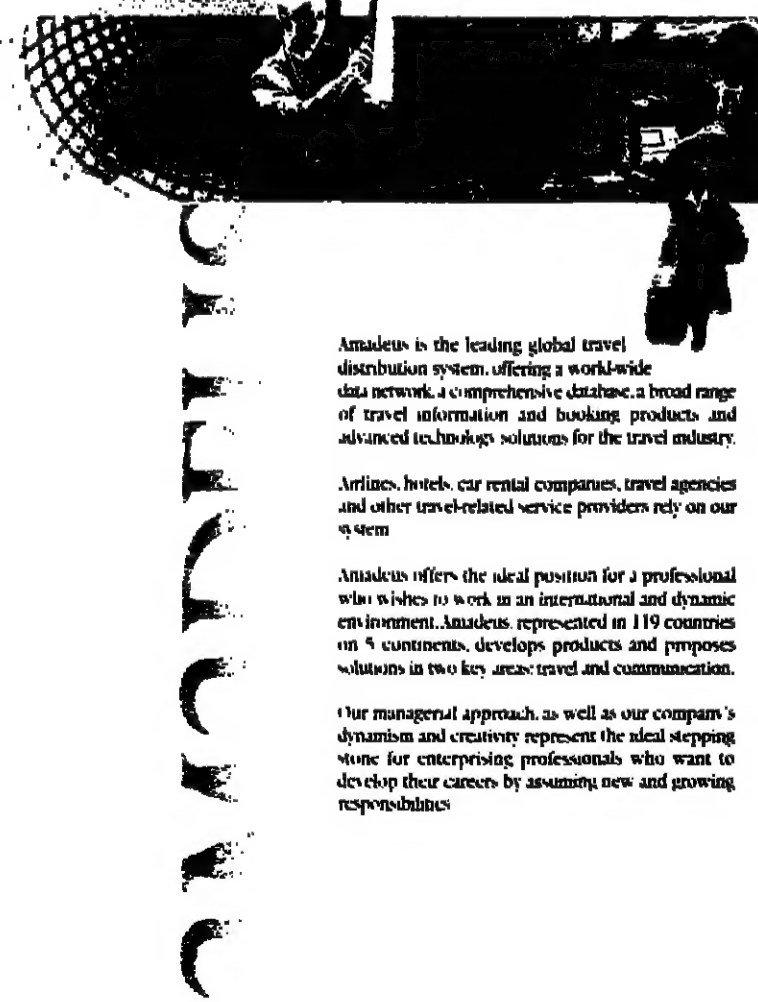 Amadeus is the leading global travel
distribution system, offering a world-wide
data network, a comprehensive database, a broad range
of travel information and booking products and
advanced technology solutions for the travel industry.
Airlines, hotels, car rental companies, travel agencies
and other travel-related service providers rely on our
system
Amadeus offers the ideal position for a professional
who wishes to work in an international and dynamic
environment. Amadeus, represented in 119 countries
on 5 continents, develops products and proposes
solutions in two key areas: travel and communication.
Our managerial approach, as well as our company's
dynamism and creativity represent the ideal stepping
stone for enterprising professionals who want to
develop their careers by assuming new and growing
responsibilities